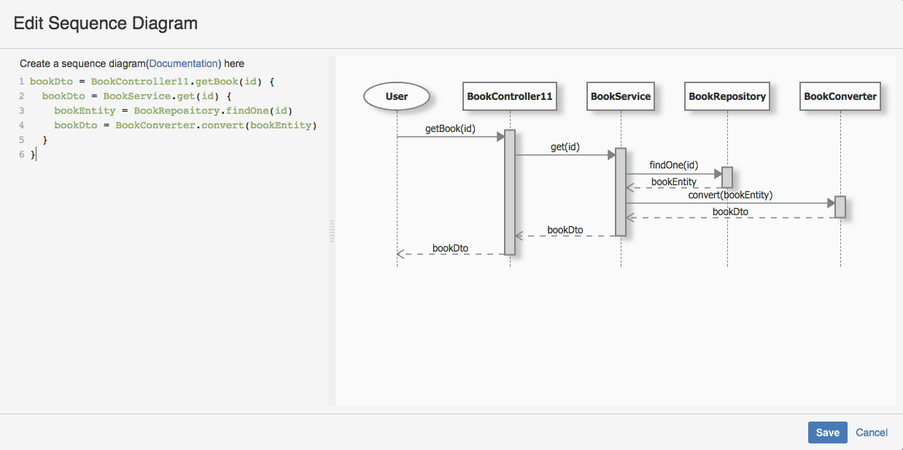 Edit Sequence Diagram
Create a sequence diagram(Documentation) here
1 bookDto = BookController11.getBook(id) {
2 bookDto = BookService.get(id) {
3 bookEntity = BookRepository.findOne(id)
4 bookDto = BookConverter.convert(bookEntity)
5 }
6 }
User BookController11 BookService BookRepository BookConverter
getBook(id)
get(id)
findOne(id)
bookEntity
convert(bookEntity)
bookDto
bookDto
bookDto
Save Cancel